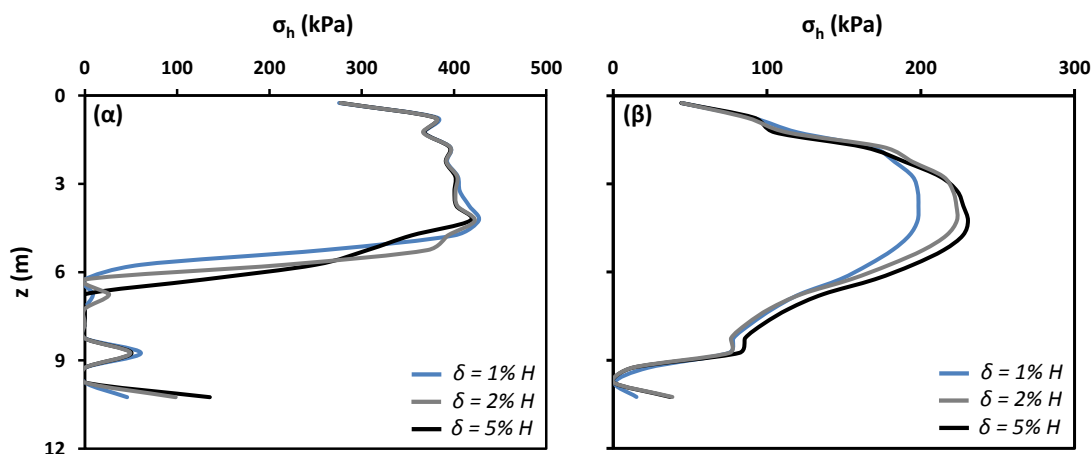 σh (kPa)
0 100 200 300 400 500
0
3
6
9
12
z (m)
(α)
δ = 1% H
δ = 2% H
δ = 5% H
σh (kPa)
0 100 200 300
(β)
δ = 1% H
δ = 2% H
δ = 5% H